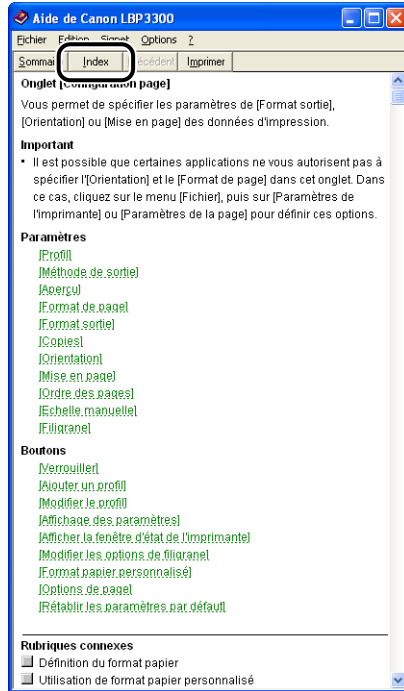 Aide de Canon LBP3300
Fichier Edition Signet Options ?
Index Imprimer
Onglet [Configuration page]
Vous permet de spécifier les paramètres de [Format sortie],
[Orientation] ou [Mise en page] des données d'impression.
Important
• Il est possible que certaines applications ne vous autorisent pas à
spécifier l'[Orientation] et le [Format de page] dans cet onglet. Dans
ce cas, cliquez sur le menu [Fichier], puis sur [Paramètres de
l'imprimante] ou [Paramètres de la page] pour définir ces options.
Paramètres
[Profil]
[Méthode de sortie]
[Aperçu]
[Format de page]
[Format sortie]
[Copies]
[Orientation]
[Mise en page]
[Ordre des pages]
[Echelle manuelle]
[Filigrane]
Boutons
[Verrouiller]
[Ajouter un profil]
[Modifier le profil]
[Affichage des paramètres]
[Afficher la fenêtre d'état de l'imprimante]
[Modifier les options de filigrane]
[Format papier personnalisé]
[Options de page]
[Rétablir les paramètres par défaut]
Rubriques connexes
Définition du format papier
Utilisation de format papier personnalisé